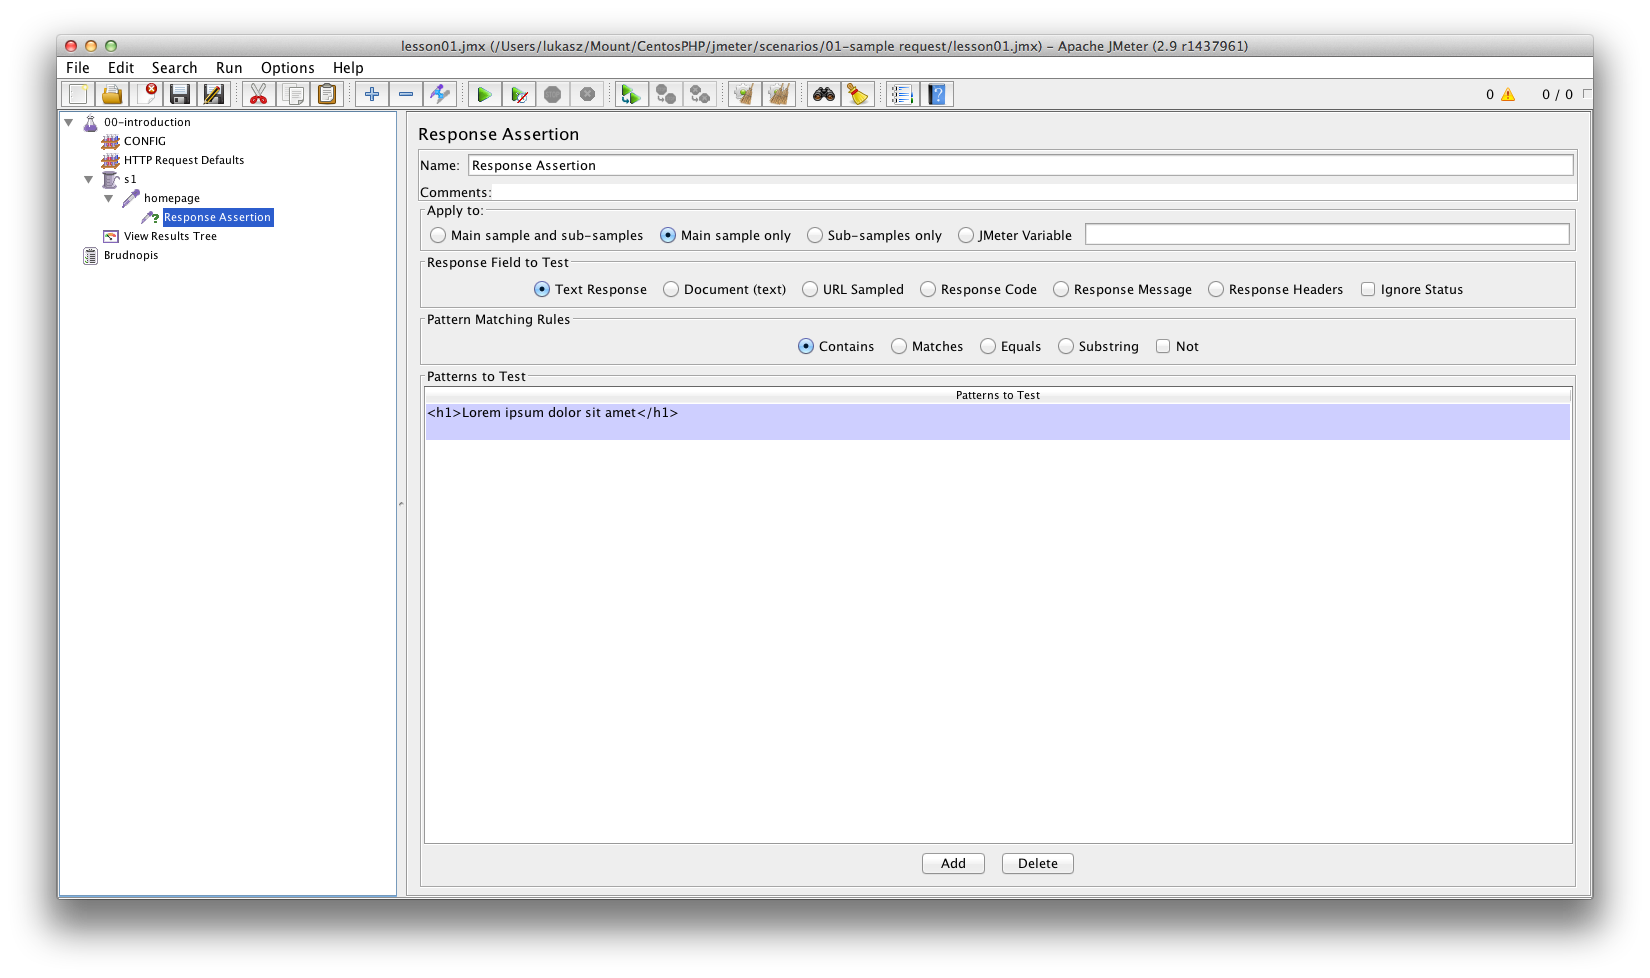 lesson01.jmx (/Users/lukasz/Mount/CentosPHP/jmeter/scenarios/01-sample request/lesson01.jmx) – Apache JMeter (2.9 r1437961)
File Edit Search Run Options Help
0 0 / 0
00-introduction
CONFIG
HTTP Request Defaults
s1
homepage
Response Assertion
View Results Tree
Brudnopis
Response Assertion
Name: Response Assertion
Comments:
Apply to:
Main sample and sub-samples Main sample only Sub-samples only JMeter Variable
Response Field to Test
Text Response Document (text) URL Sampled Response Code Response Message Response Headers Ignore Status
Pattern Matching Rules
Contains Matches Equals Substring Not
Patterns to Test
Patterns to Test
<h1>Lorem ipsum dolor sit amet</h1>
Add Delete